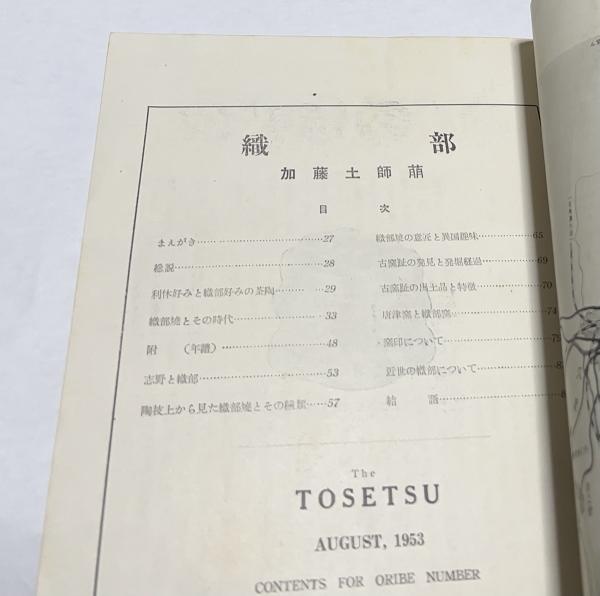 織部
加藤土師萌
目次
まえがき……27
総説……28
利休好みと織部好みの茶陶……29
織部焼とその時代……33
附 (年譜)……48
志野と織部……53
陶技上から見た織部焼とその種類……57
織部焼の意匠と異国趣味……65
古窯趾の発見と発掘経過……69
古窯趾の出土品と特徴……70
唐津窯と織部窯……74
窯印について……
近世の織部について……
結語……
The
TOSETSU
AUGUST, 1953
CONTENTS FOR ORIBE NUMBER